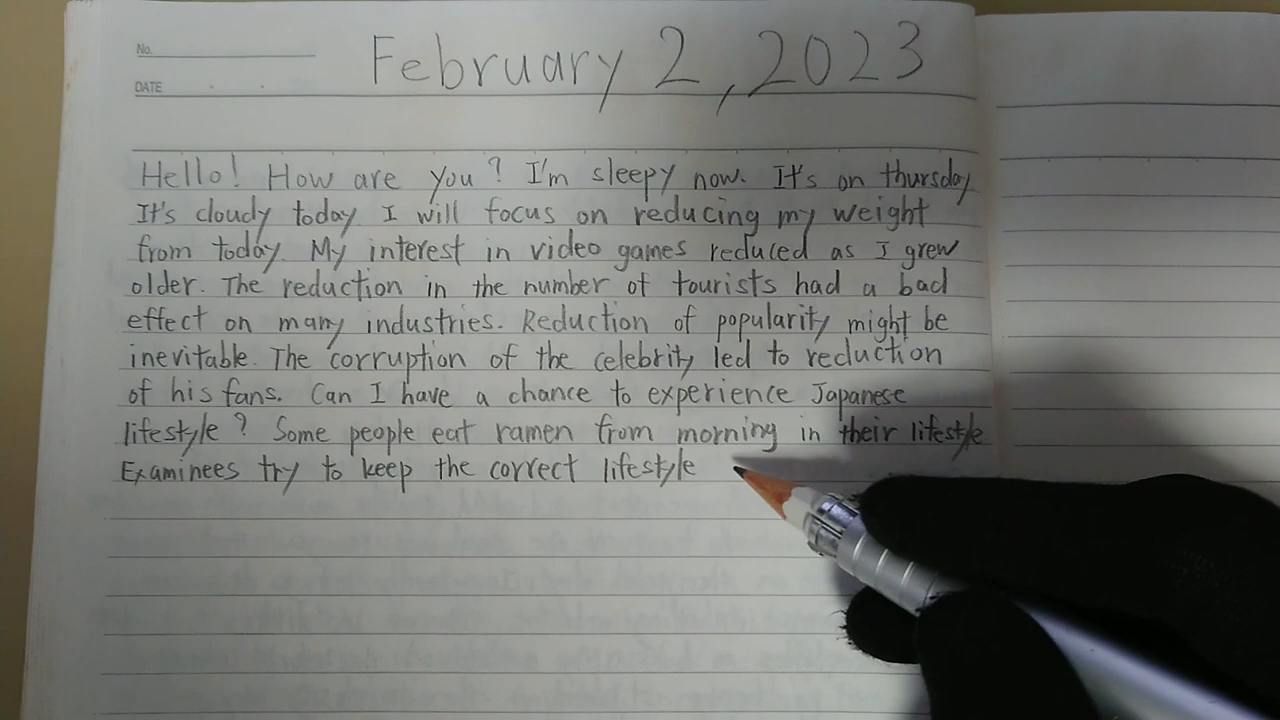 No.
February 2, 2023
DATE
Hello! How are you? I'm sleepy now. It's on thursday
It's cloudy today I will focus on reducing my weight
from today. My interest in video games reduced as I grew
older. The reduction in the number of tourists had a bad
effect on many industries. Reduction of popularity might be
inevitable. The corruption of the celebrity led to reduction
of his fans. Can I have a chance to experience Japanese
lifestyle? Some people eat ramen from morning in their lifestyle
Examinees try to keep the correct lifestyle